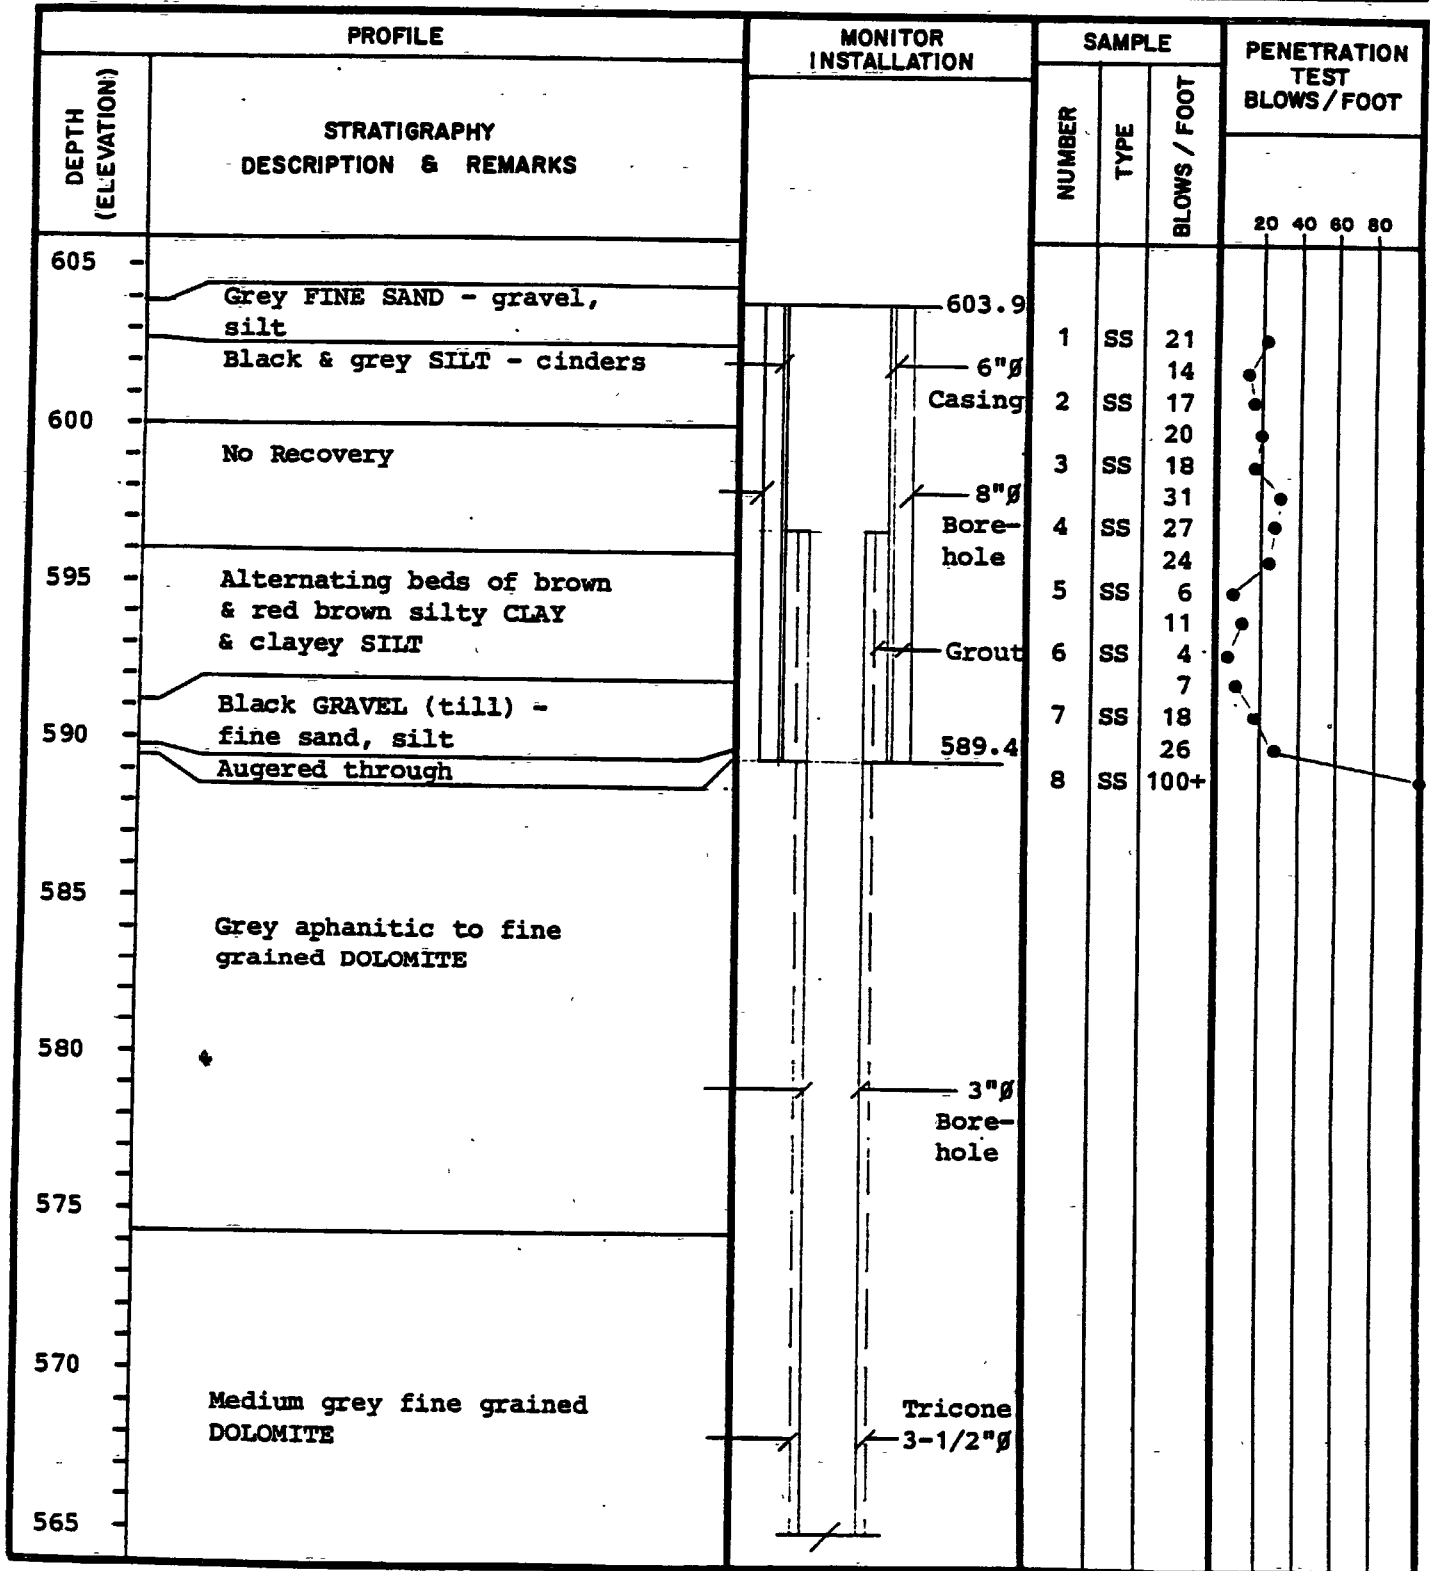 PROFILE
MONITOR
INSTALLATION
SAMPLE
PENETRATION
TEST
BLOWS / FOOT
DEPTH
(ELEVATION)
STRATIGRAPHY
DESCRIPTION & REMARKS
NUMBER
TYPE
BLOWS / FOOT
20 40 60 80
605
Grey FINE SAND - gravel,
silt
603.9
Black & grey SILT - cinders
6"Ø
Casing
1 SS 21
14
2 SS 17
600
20
No Recovery
3 SS 18
8"Ø
Bore-
hole
31
4 SS 27
24
595
Alternating beds of brown
& red brown silty CLAY
& clayey SILT
5 SS 6
11
Grout
6 SS 4
7
Black GRAVEL (till) -
fine sand, silt
7 SS 18
590
589.4
26
Augered through
8 SS 100+
585
Grey aphanitic to fine
grained DOLOMITE
580
3"Ø
Bore-
hole
575
570
Medium grey fine grained
DOLOMITE
Tricone
3-1/2"Ø
565